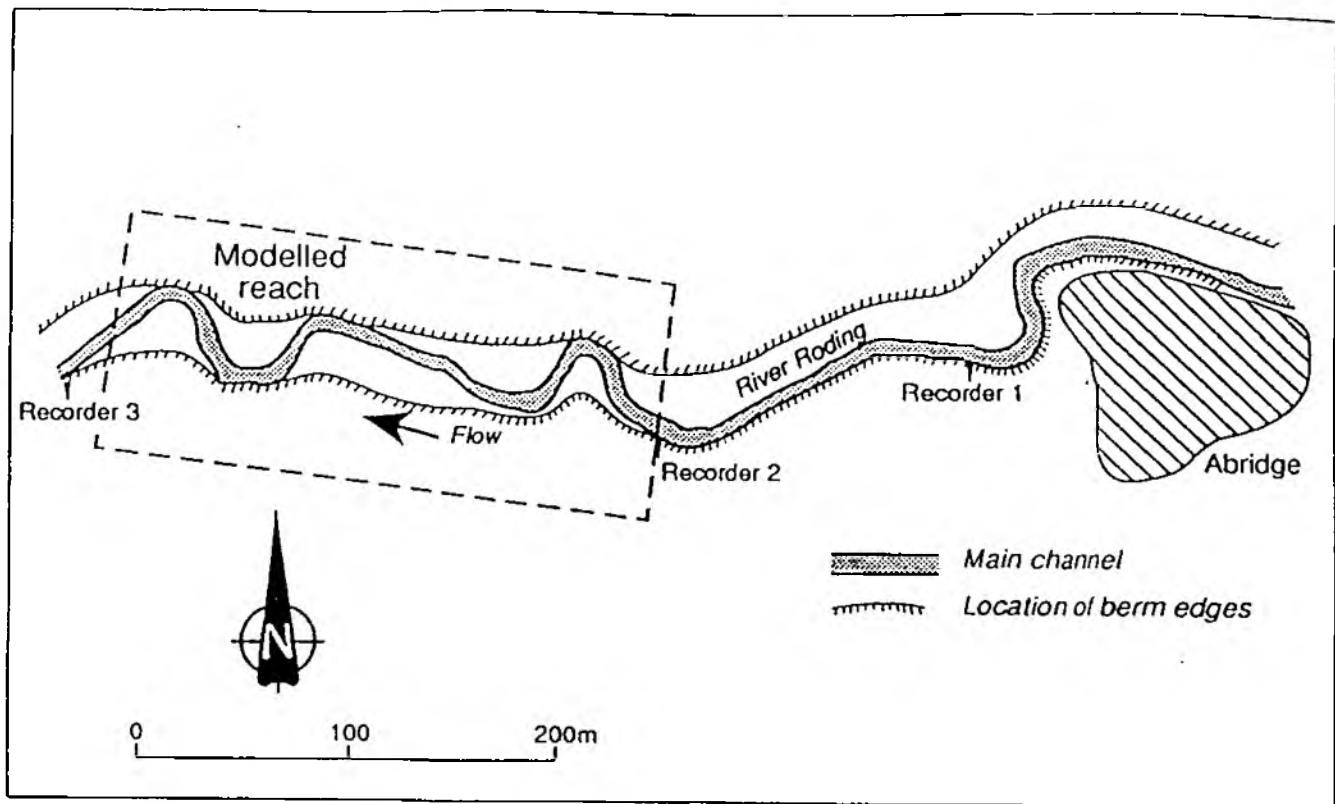 Modelled
reach
River Roding
Recorder 1
Recorder 3
Flow
Recorder 2
Abridge
Main channel
Location of berm edges
N
0 100 200m